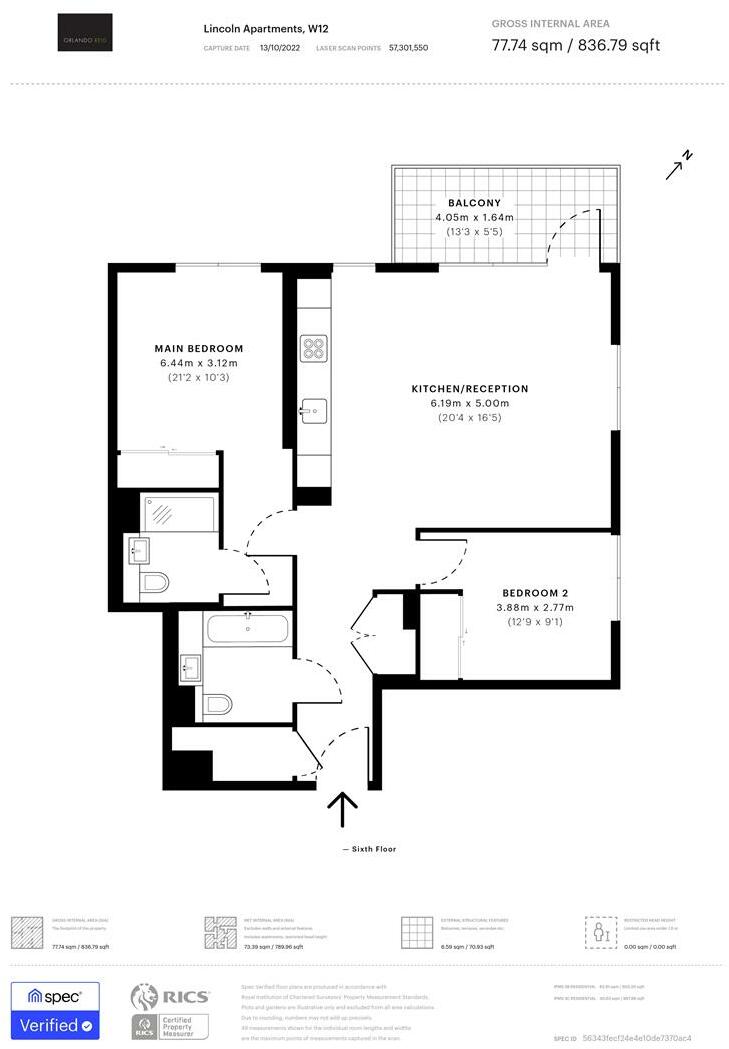 ORLANDO REID
Lincoln Apartments, W12
CAPTURE DATE 13/10/2022 LASER SCAN POINTS 57,301,550
GROSS INTERNAL AREA
77.74 sqm / 836.79 sqft
N
BALCONY
4.05m x 1.64m
(13'3 x 5'5)
MAIN BEDROOM
6.44m x 3.12m
(21'2 x 10'3)
KITCHEN/RECEPTION
6.19m x 5.00m
(20'4 x 16'5)
BEDROOM 2
3.88m x 2.77m
(12'9 x 9'1)
— Sixth Floor
GROSS INTERNAL AREA (GIA)
The footprint of the property
77.74 sqm / 836.79 sqft
NET INTERNAL AREA (NIA)
Excludes walls and external features
Includes washrooms, restricted head height
73.39 sqm / 789.96 sqft
EXTERNAL STRUCTURAL FEATURES
Balconies, terraces, verandas etc.
6.59 sqm / 70.93 sqft
RESTRICTED HEAD HEIGHT
Limited use area under 1.5 m
0.00 sqm / 0.00 sqft
spec
Verified
RICS
RICS Certified
Property
Measurer
Spec Verified floor plans are produced in accordance with
Royal Institution of Chartered Surveyors' Property Measurement Standards.
Plots and gardens are illustrative only and excluded from all area calculations.
Due to rounding, numbers may not add up precisely.
All measurements shown for the individual room lengths and widths
are the maximum points of measurements captured in the scan.
IPMS 3B RESIDENTIAL
IPMS 3C RESIDENTIAL
SPEC ID 56343fecf24e4e10de7370ac4